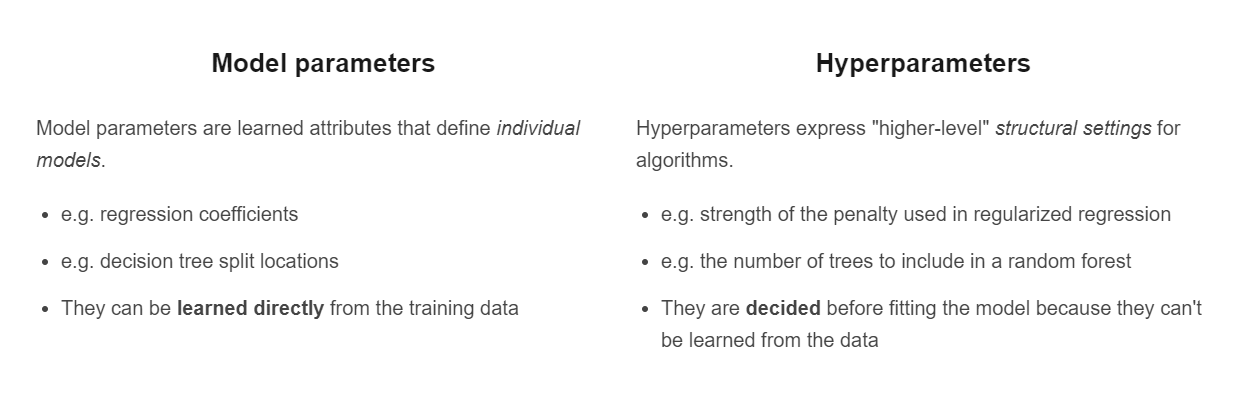 Model parameters
Model parameters are learned attributes that define individual
models.
• e.g. regression coefficients
• e.g. decision tree split locations
• They can be learned directly from the training data
Hyperparameters
Hyperparameters express "higher-level" structural settings for
algorithms.
• e.g. strength of the penalty used in regularized regression
• e.g. the number of trees to include in a random forest
• They are decided before fitting the model because they can't
be learned from the data